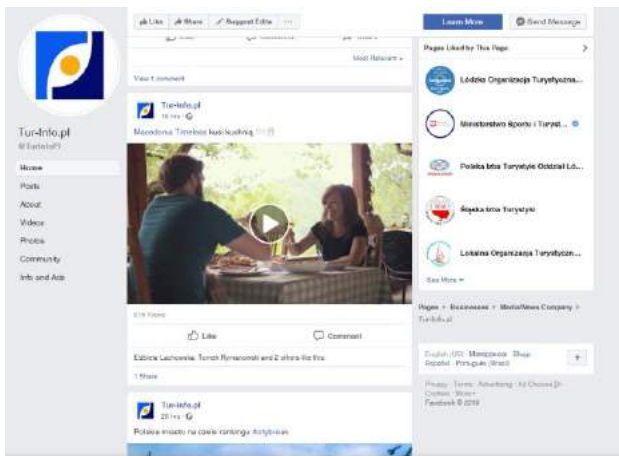 Like Share Suggest Edits ...
Learn More
Send Message
Tur-Info.pl
Home
Posts
About
Videos
Photos
Community
Info and Ads
Most Relevant
View 1 comment
Tur-Info.pl
Macedonia Timeless kusi kuchnią
Like Comment
Elżbieta Lachowska, Tomek Rymanowski and 2 others like this
1 Share
Tur-Info.pl
Polskie miasto na czele rankingu #citybreak
Pages Liked by This Page
Łódzka Organizacja Turystyczna...
Ministerstwo Sportu i Turyst...
Polska Izba Turystyki Oddział Łó...
Śląska Izba Turystyki
Lokalna Organizacja Turystyczn...
See More
Pages Businesses Media/News Company
Tur-Info.pl
English (US) Shqip
Español Português (Brasil)
Privacy Terms Advertising Ad Choices
Cookies More
Facebook © 2019